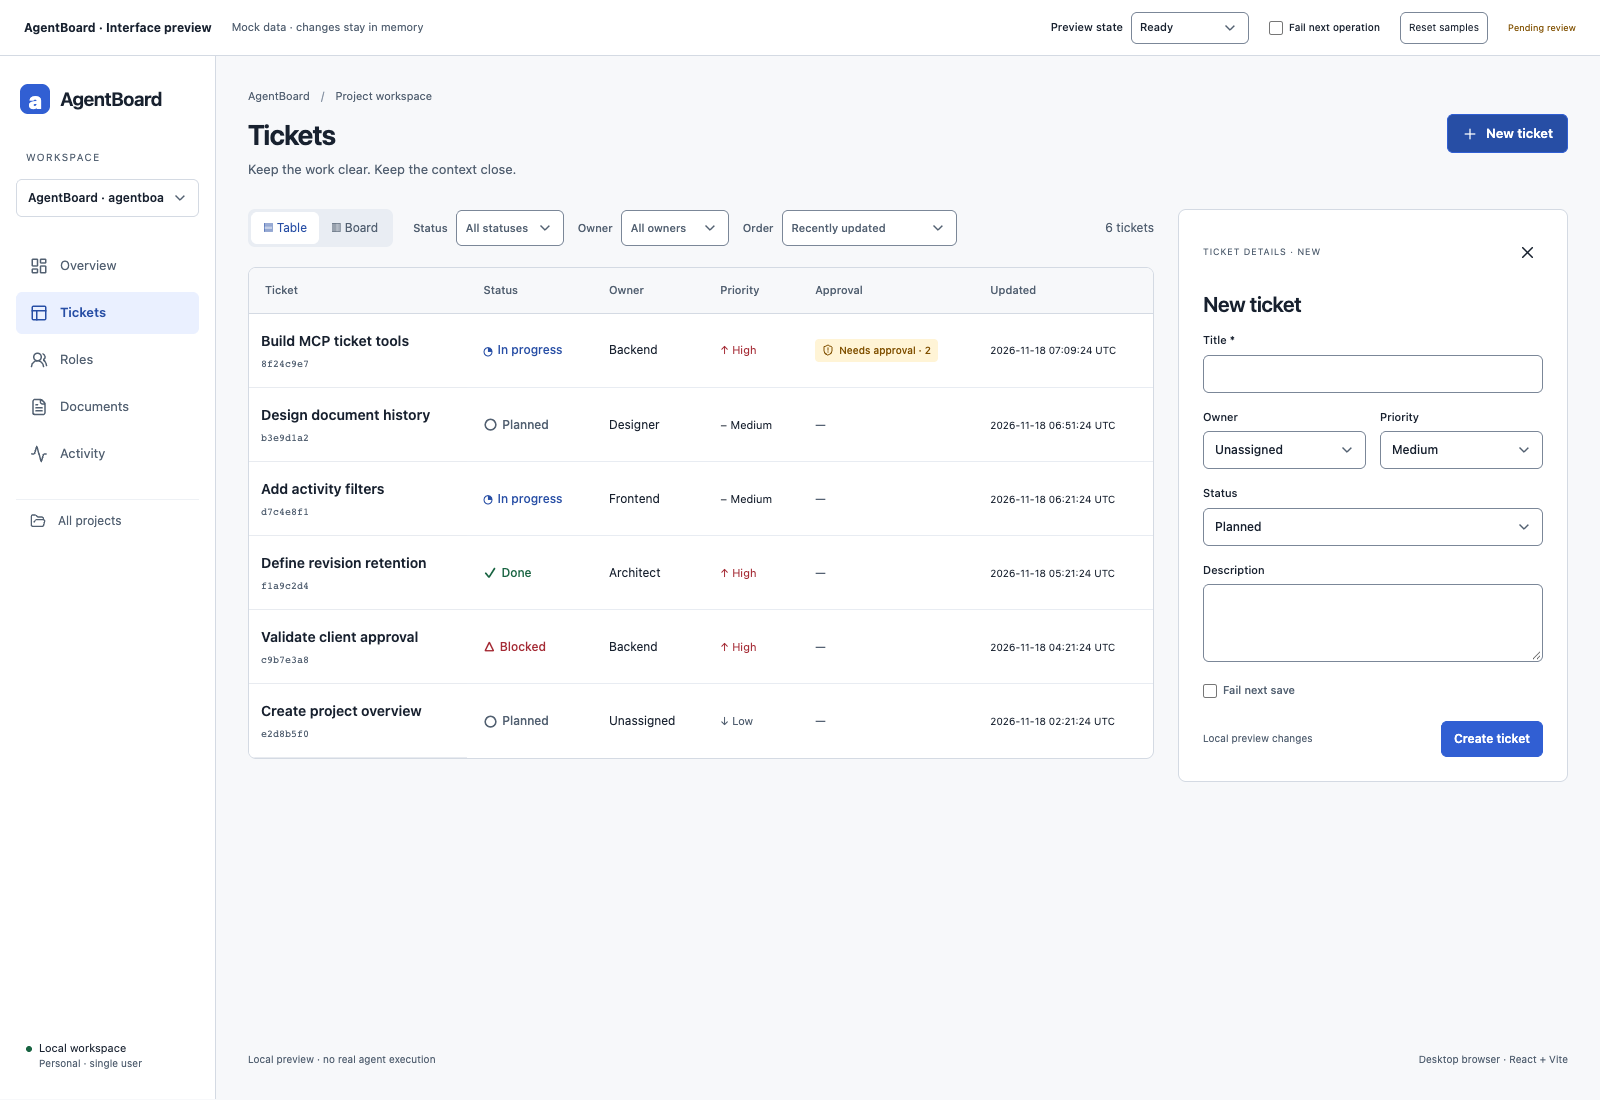 AgentBoard · Interface preview
Mock data · changes stay in memory
Preview state
Ready
Fail next operation
Reset samples
Pending review
a
AgentBoard
WORKSPACE
AgentBoard · agentboa
Overview
Tickets
Roles
Documents
Activity
All projects
Local workspace
Personal · single user
AgentBoard / Project workspace
Tickets
Keep the work clear. Keep the context close.
+ New ticket
Table
Board
Status
All statuses
Owner
All owners
Order
Recently updated
6 tickets
Ticket Status Owner Priority Approval Updated
Build MCP ticket tools
8f24c9e7
In progress Backend ↑ High Needs approval · 2 2026-11-18 07:09:24 UTC
Design document history
b3e9d1a2
Planned Designer – Medium — 2026-11-18 06:51:24 UTC
Add activity filters
d7c4e8f1
In progress Frontend – Medium — 2026-11-18 06:21:24 UTC
Define revision retention
f1a9c2d4
Done Architect ↑ High — 2026-11-18 05:21:24 UTC
Validate client approval
c9b7e3a8
Blocked Backend ↑ High — 2026-11-18 04:21:24 UTC
Create project overview
e2d8b5f0
Planned Unassigned ↓ Low — 2026-11-18 02:21:24 UTC
TICKET DETAILS · NEW
New ticket
Title *
Owner
Priority
Unassigned
Medium
Status
Planned
Description
Fail next save
Local preview changes
Create ticket
Local preview · no real agent execution
Desktop browser · React + Vite